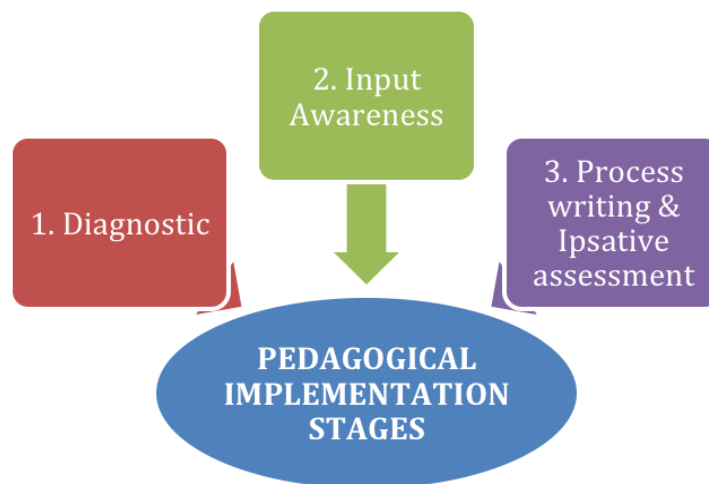 1. Diagnostic
2. Input
Awareness
3. Process
writing &
Ipsative
assessment
PEDAGOGICAL
IMPLEMENTATION
STAGES